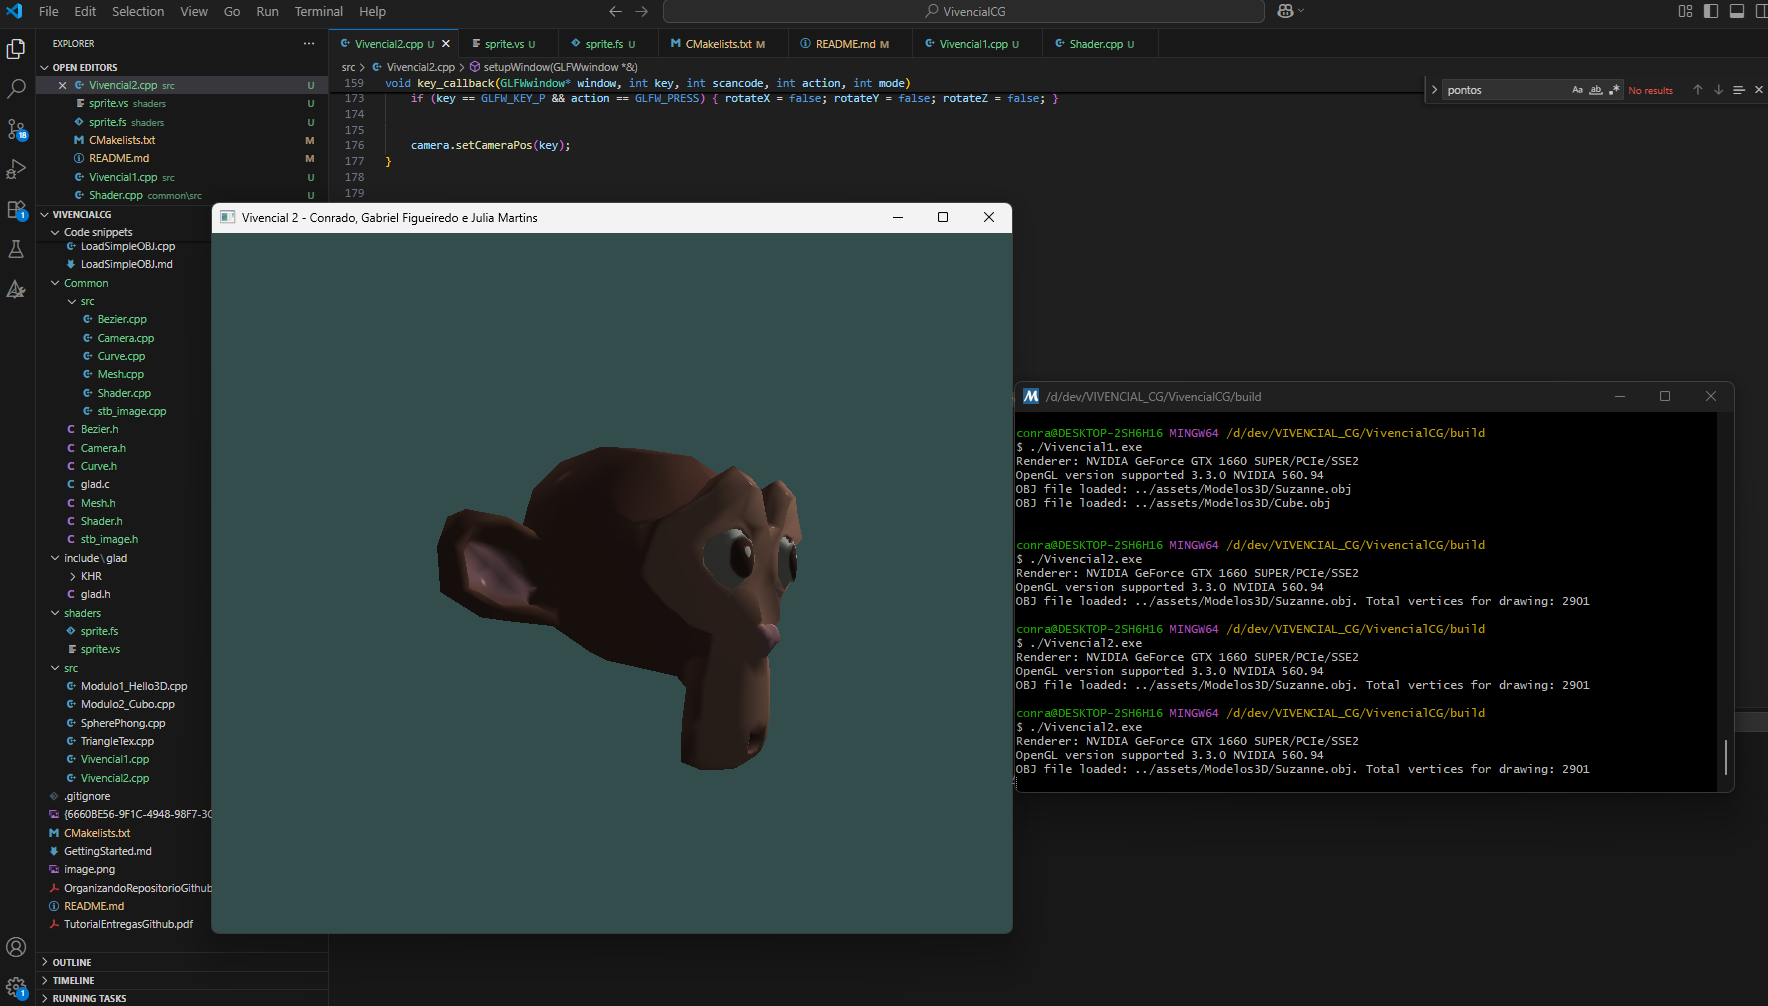 File Edit Selection View Go Run Terminal Help
VivencialCG
EXPLORER
OPEN EDITORS
Vivencial2.cpp src U
sprite.vs shaders U
sprite.fs shaders U
CMakelists.txt M
README.md M
Vivencial1.cpp src U
Shader.cpp common\src U
VIVENCIALCG
Code snippets
LoadSimpleOBJ.cpp
LoadSimpleOBJ.md
Common
src
Bezier.cpp
Camera.cpp
Curve.cpp
Mesh.cpp
Shader.cpp
stb_image.cpp
Bezier.h
Camera.h
Curve.h
glad.c
Mesh.h
Shader.h
stb_image.h
include\glad
KHR
glad.h
shaders
sprite.fs
sprite.vs
src
Modulo1_Hello3D.cpp
Modulo2_Cubo.cpp
SpherePhong.cpp
TriangleTex.cpp
Vivencial1.cpp
Vivencial2.cpp
.gitignore
{6660BE56-9F1C-4948-98F7-3C
CMakelists.txt
GettingStarted.md
image.png
OrganizandoRepositorioGithub
README.md
TutorialEntregasGithub.pdf
OUTLINE
TIMELINE
RUNNING TASKS
18
1
1
Vivencial2.cpp U sprite.vs U sprite.fs U CMakelists.txt M README.md M Vivencial1.cpp U Shader.cpp U
src > Vivencial2.cpp > setupWindow(GLFWwindow *&)
159 void key_callback(GLFWwindow* window, int key, int scancode, int action, int mode)
173 if (key == GLFW_KEY_P && action == GLFW_PRESS) { rotateX = false; rotateY = false; rotateZ = false; }
174
175
176 camera.setCameraPos(key);
177 }
178
179
pontos Aa ab .* No results
Vivencial 2 - Conrado, Gabriel Figueiredo e Julia Martins
/d/dev/VIVENCIAL_CG/VivencialCG/build
conra@DESKTOP-2SH6H16 MINGW64 /d/dev/VIVENCIAL_CG/VivencialCG/build
$ ./Vivencial1.exe
Renderer: NVIDIA GeForce GTX 1660 SUPER/PCIe/SSE2
OpenGL version supported 3.3.0 NVIDIA 560.94
OBJ file loaded: ../assets/Modelos3D/Suzanne.obj
OBJ file loaded: ../assets/Modelos3D/Cube.obj
conra@DESKTOP-2SH6H16 MINGW64 /d/dev/VIVENCIAL_CG/VivencialCG/build
$ ./Vivencial2.exe
Renderer: NVIDIA GeForce GTX 1660 SUPER/PCIe/SSE2
OpenGL version supported 3.3.0 NVIDIA 560.94
OBJ file loaded: ../assets/Modelos3D/Suzanne.obj. Total vertices for drawing: 2901
conra@DESKTOP-2SH6H16 MINGW64 /d/dev/VIVENCIAL_CG/VivencialCG/build
$ ./Vivencial2.exe
Renderer: NVIDIA GeForce GTX 1660 SUPER/PCIe/SSE2
OpenGL version supported 3.3.0 NVIDIA 560.94
OBJ file loaded: ../assets/Modelos3D/Suzanne.obj. Total vertices for drawing: 2901
conra@DESKTOP-2SH6H16 MINGW64 /d/dev/VIVENCIAL_CG/VivencialCG/build
$ ./Vivencial2.exe
Renderer: NVIDIA GeForce GTX 1660 SUPER/PCIe/SSE2
OpenGL version supported 3.3.0 NVIDIA 560.94
OBJ file loaded: ../assets/Modelos3D/Suzanne.obj. Total vertices for drawing: 2901